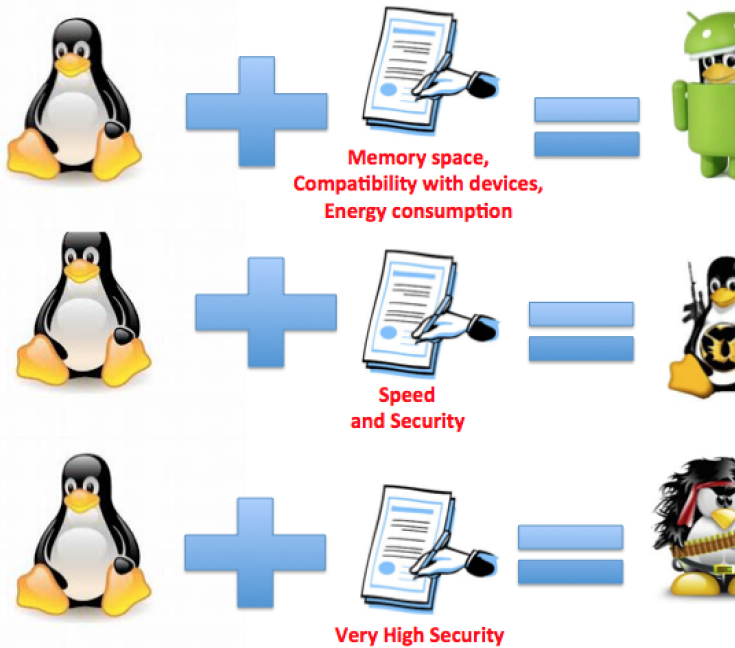 Memory space,
Compatibility with devices,
Energy consumption
Speed
and Security
Very High Security